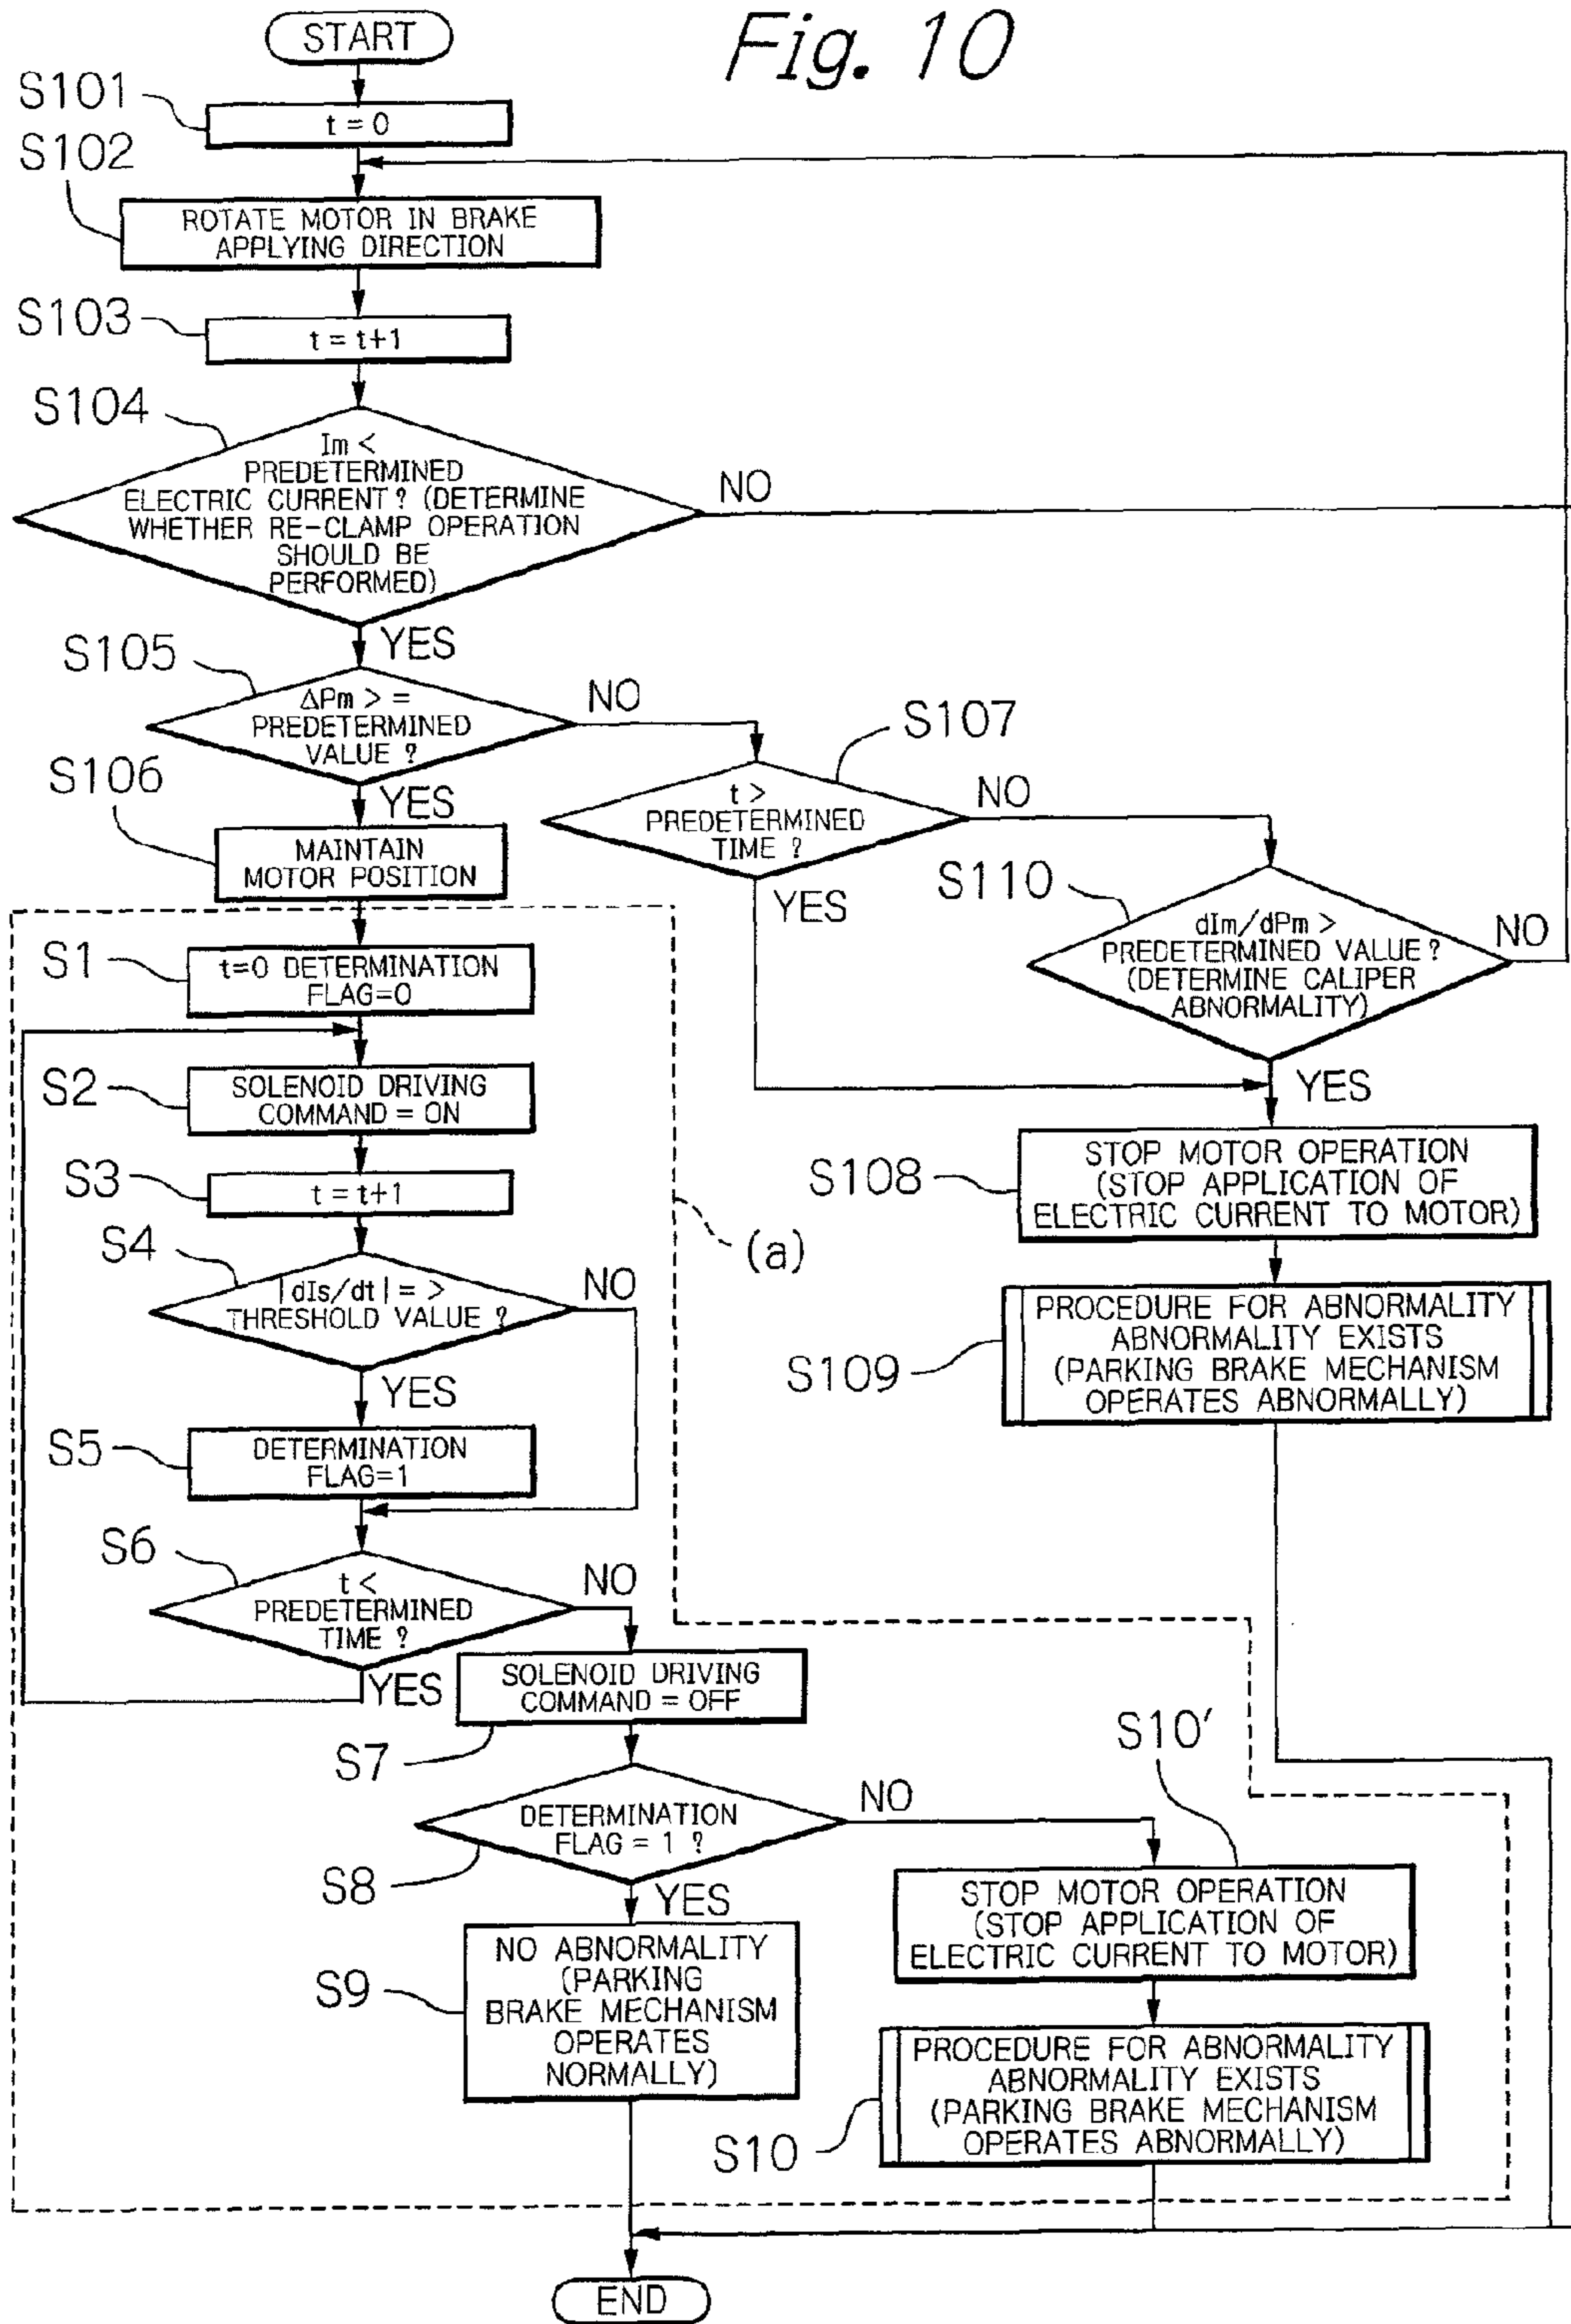 Fig. 10
START
S101
t = 0
S102
ROTATE MOTOR IN BRAKE
APPLYING DIRECTION
S103
t = t+1
S104
Im <
PREDETERMINED
ELECTRIC CURRENT ? (DETERMINE
WHETHER RE-CLAMP OPERATION
SHOULD BE
PERFORMED)
NO
YES
S105
ΔPm > =
PREDETERMINED
VALUE ?
NO
YES
S106
MAINTAIN
MOTOR POSITION
S107
t >
PREDETERMINED
TIME ?
NO
YES
S110
dIm/dPm >
PREDETERMINED VALUE ?
(DETERMINE CALIPER
ABNORMALITY)
NO
YES
S1
t=0 DETERMINATION
FLAG=0
S2
SOLENOID DRIVING
COMMAND = ON
S3
t = t+1
S108
STOP MOTOR OPERATION
(STOP APPLICATION OF
ELECTRIC CURRENT TO MOTOR)
(a)
S4
|dIs/dt| = >
THRESHOLD VALUE ?
NO
YES
S109
PROCEDURE FOR ABNORMALITY
ABNORMALITY EXISTS
(PARKING BRAKE MECHANISM
OPERATES ABNORMALLY)
S5
DETERMINATION
FLAG=1
S6
t <
PREDETERMINED
TIME ?
NO
YES
SOLENOID DRIVING
COMMAND = OFF
S7
S8
DETERMINATION
FLAG = 1 ?
NO
YES
S10'
STOP MOTOR OPERATION
(STOP APPLICATION OF
ELECTRIC CURRENT TO MOTOR)
S9
NO ABNORMALITY
(PARKING
BRAKE MECHANISM
OPERATES
NORMALLY)
S10
PROCEDURE FOR ABNORMALITY
ABNORMALITY EXISTS
(PARKING BRAKE MECHANISM
OPERATES ABNORMALLY)
END